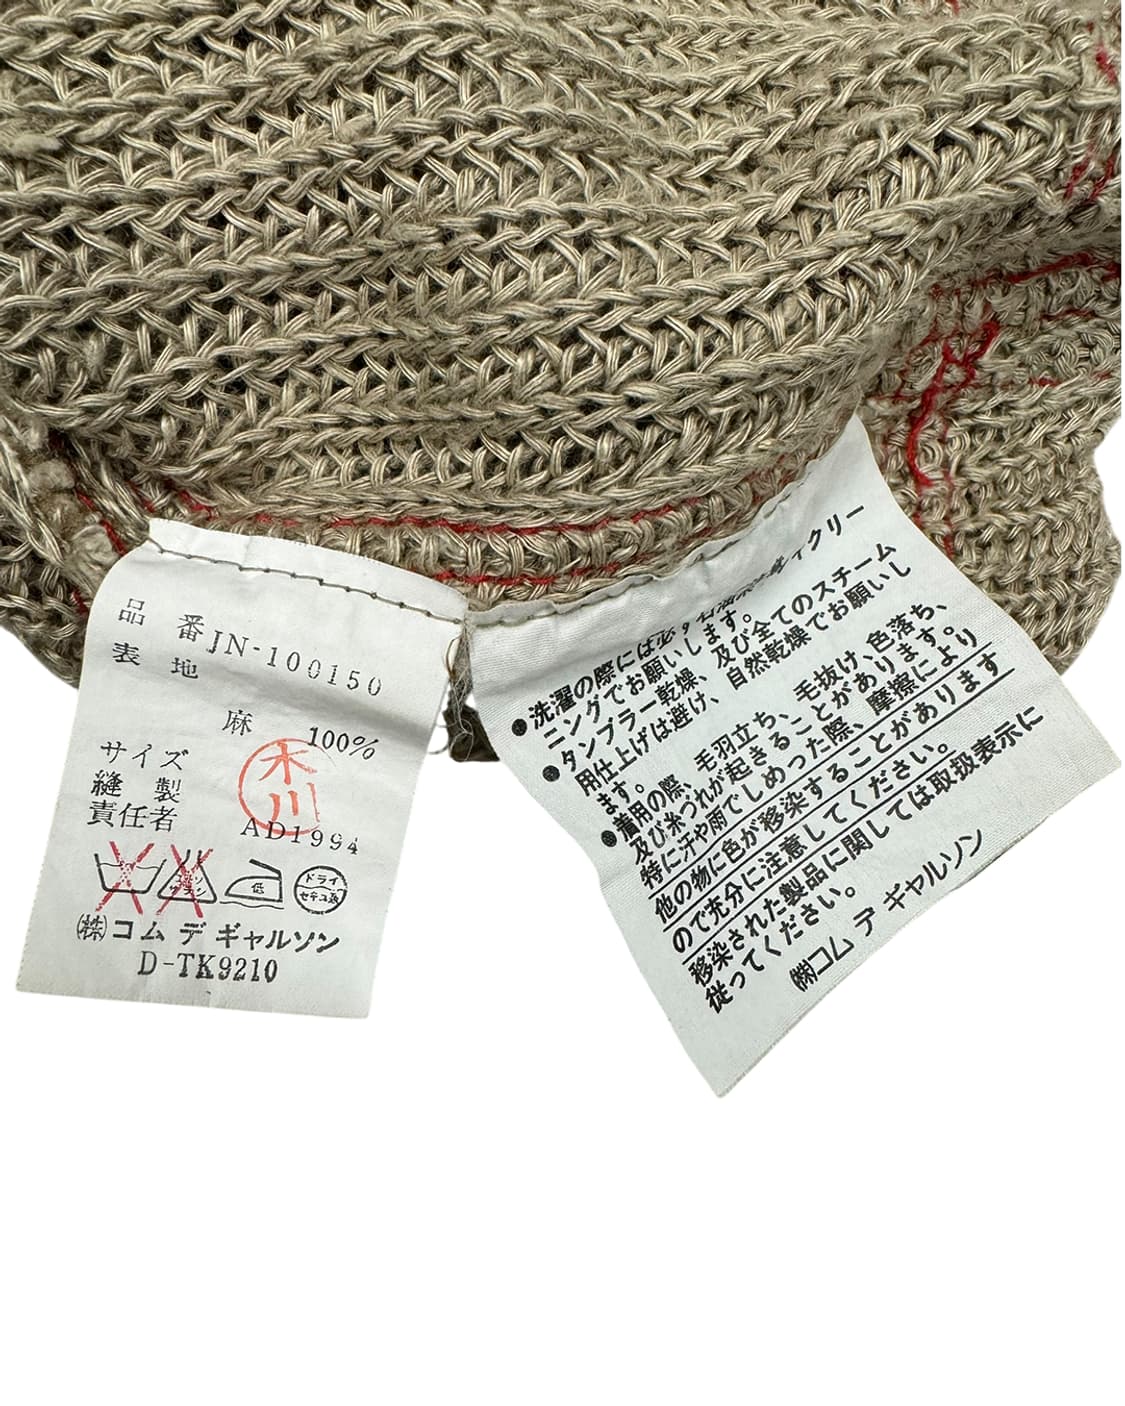 品 番 JN-100150
表 地
麻 100%
サイズ
縫 製
責任者
木川
AD1994
低
ドライ
セキユ系
㈱コム デ ギャルソン
D-TK9210
●洗濯の際には必ず石油系ドライクリー
ニングでお願いします。
●タンブラー乾燥、及び全てのスチーム
用仕上げは避け、自然乾燥でお願いし
ます。
●着用の際、毛羽立ち、毛抜け、色落ち、
及び糸つれが起きることがあります。
特に汗や雨でしめった際、摩擦により
他の物に色が移染することがあります
ので充分に注意してください。
移染された製品に関しては取扱表示に
従ってください。
㈱コム デ ギャルソン